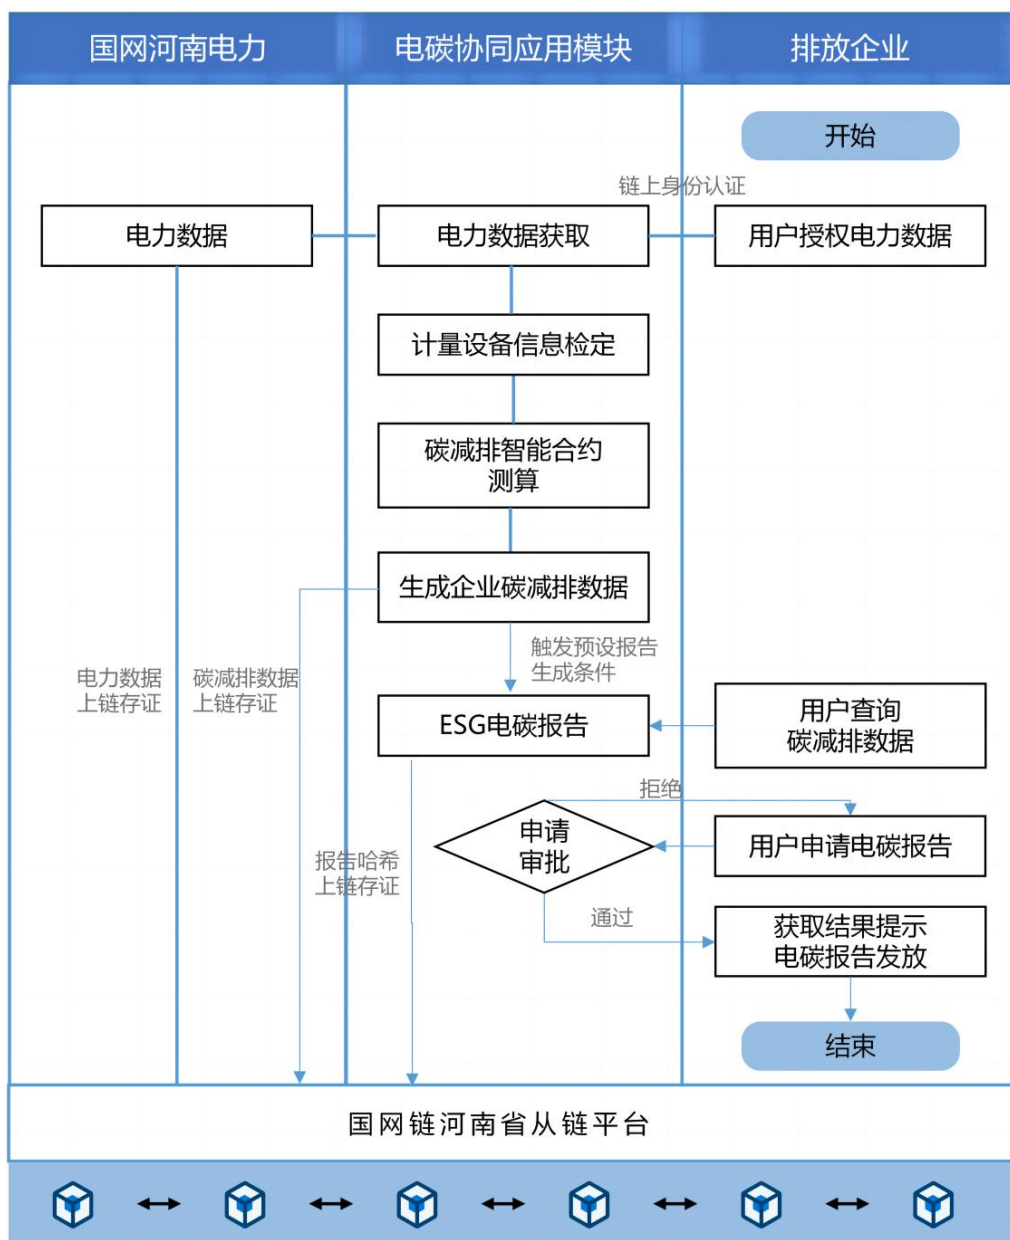 国网河南电力
电碳协同应用模块
排放企业
开始
链上身份认证
电力数据
电力数据获取
用户授权电力数据
计量设备信息检定
碳减排智能合约
测算
生成企业碳减排数据
触发预设报告
生成条件
电力数据
上链存证
碳减排数据
上链存证
ESG电碳报告
用户查询
碳减排数据
拒绝
申请
审批
用户申请电碳报告
报告哈希
上链存证
通过
获取结果提示
电碳报告发放
结束
国网链河南省从链平台